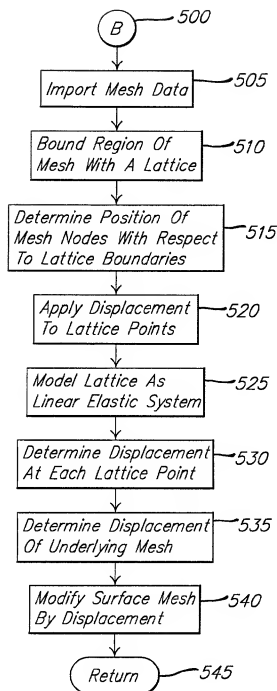 B
500
Import Mesh Data
505
Bound Region Of
Mesh With A Lattice
510
Determine Position Of
Mesh Nodes With Respect
To Lattice Boundaries
515
Apply Displacement
To Lattice Points
520
Model Lattice As
Linear Elastic System
525
Determine Displacement
At Each Lattice Point
530
Determine Displacement
Of Underlying Mesh
535
Modify Surface Mesh
By Displacement
540
Return
545